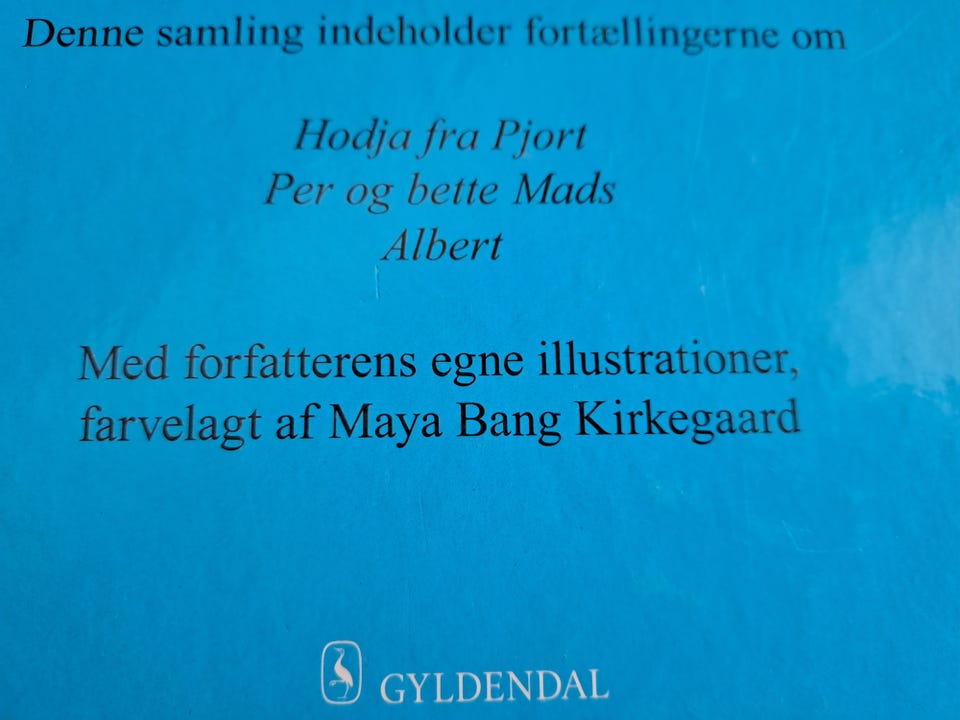 Denne samling indeholder fortællingerne om
Hodja fra Pjort
Per og bette Mads
Albert
Med forfatterens egne illustrationer,
farvelagt af Maya Bang Kirkegaard
GYLDENDAL